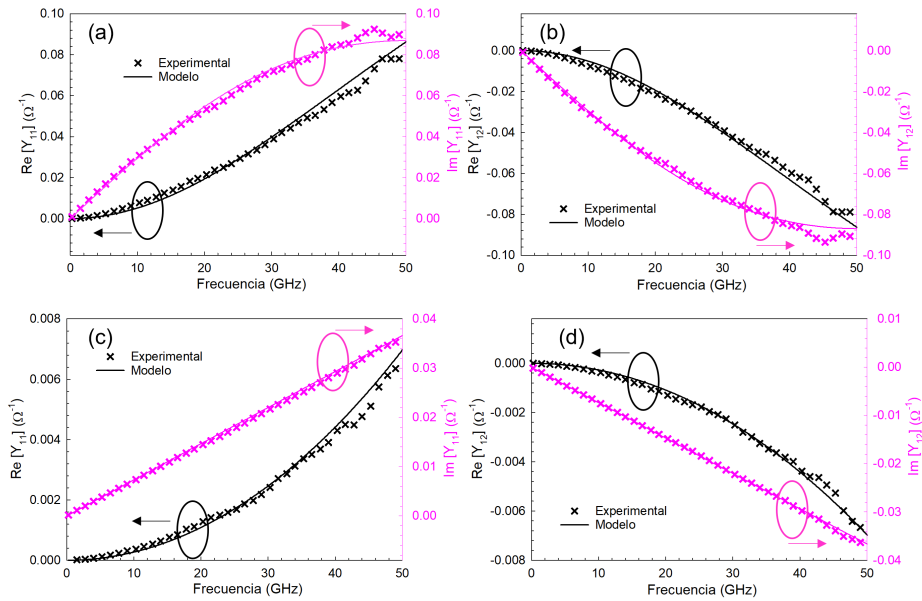 (a)
Experimental
Modelo
Re [Y11] (Ω-1)
0.10
0.08
0.06
0.04
0.02
0.00
Im [Y11] (Ω-1)
0.10
0.08
0.06
0.04
0.02
0.00
0 10 20 30 40 50
Frecuencia (GHz)
(b)
Experimental
Modelo
Re [Y12] (Ω-1)
0.00
-0.02
-0.04
-0.06
-0.08
-0.10
Im [Y12] (Ω-1)
0.00
-0.02
-0.04
-0.06
-0.08
-0.10
0 10 20 30 40 50
Frecuencia (GHz)
(c)
Experimental
Modelo
Re [Y11] (Ω-1)
0.008
0.006
0.004
0.002
0.000
Im [Y11] (Ω-1)
0.04
0.03
0.02
0.01
0.00
0 10 20 30 40 50
Frecuencia (GHz)
(d)
Experimental
Modelo
Re [Y12] (Ω-1)
0.000
-0.002
-0.004
-0.006
-0.008
Im [Y12] (Ω-1)
0.01
0.00
-0.01
-0.02
-0.03
-0.04
0 10 20 30 40 50
Frecuencia (GHz)